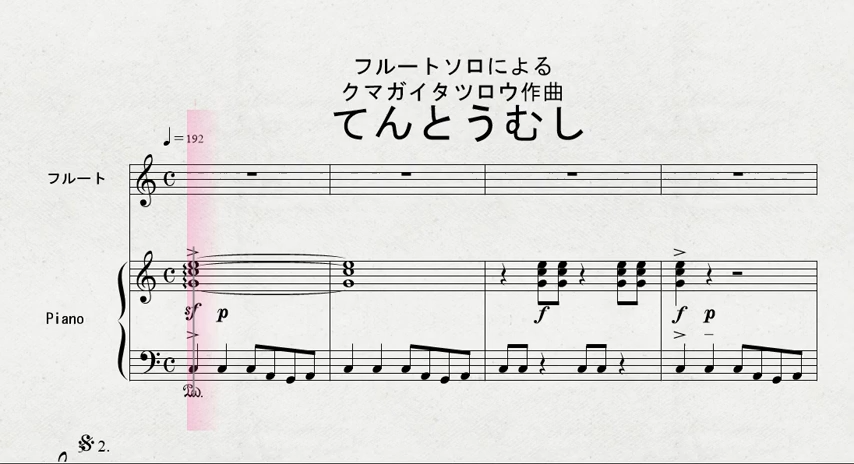 フルートソロによる
クマガイタツロウ作曲
てんとうむし
♩=192
フルート
sf p f f p
Piano
Ped.
2.